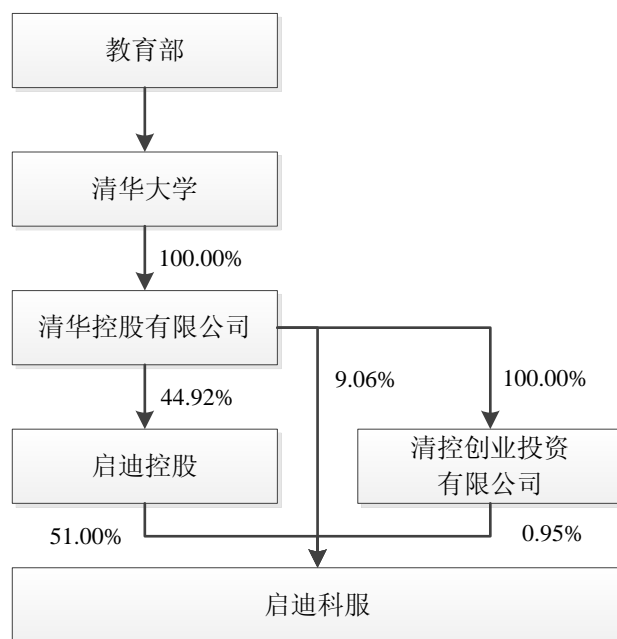 教育部
清华大学
100.00%
清华控股有限公司
9.06%
100.00%
44.92%
启迪控股
清控创业投资
有限公司
51.00%
0.95%
启迪科服